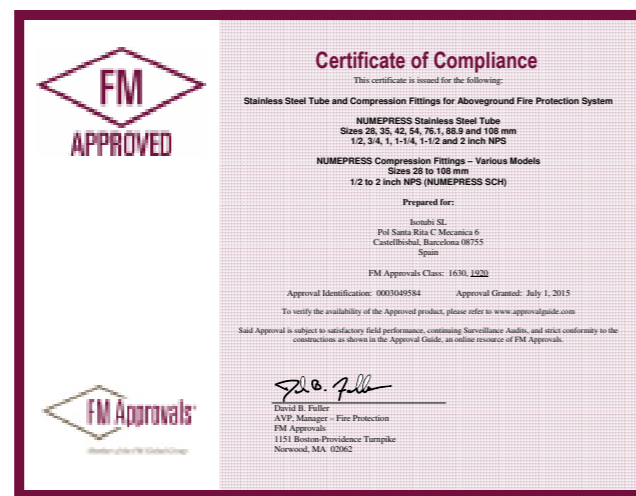 FM
APPROVED
Certificate of Compliance
This certificate is issued for the following:
Stainless Steel Tube and Compression Fittings for Aboveground Fire Protection System
NUMEPRESS Stainless Steel Tube
Sizes 28, 35, 42, 54, 76.1, 88.9 and 108 mm
1/2, 3/4, 1, 1-1/4, 1-1/2 and 2 inch NPS
NUMEPRESS Compression Fittings – Various Models
Sizes 28 to 108 mm
1/2 to 2 inch NPS (NUMEPRESS SCH)
Prepared for:
Isotubi SL
Pol Santa Rita C Mecanica 6
Castellbisbal, Barcelona 08755
Spain
FM Approvals Class: 1630, 1920
Approval Identification: 0003049584 Approval Granted: July 1, 2015
To verify the availability of the Approved product, please refer to www.approvalguide.com
Said Approval is subject to satisfactory field performance, continuing Surveillance Audits, and strict conformity to the
constructions as shown in the Approval Guide, an online resource of FM Approvals.
David B. Fuller
AVP, Manager – Fire Protection
FM Approvals
1151 Boston-Providence Turnpike
Norwood, MA 02062
FM Approvals
Member of the FM Global Group